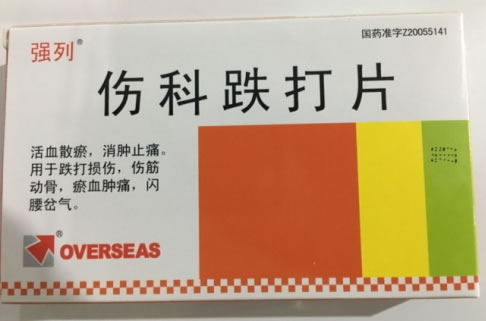 强列®
国药准字Z20055141
伤科跌打片
活血散瘀，消肿止痛。
用于跌打损伤，伤筋
动骨，瘀血肿痛，闪
腰岔气。
®
OVERSEAS